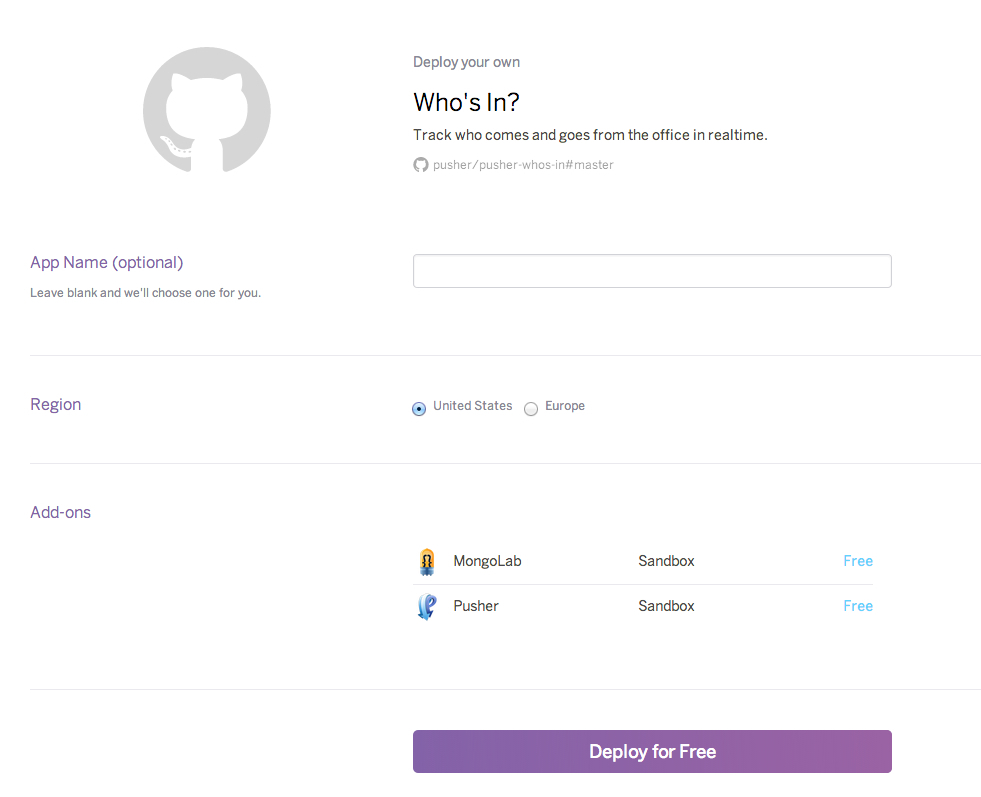 Deploy your own
Who's In?
Track who comes and goes from the office in realtime.
pusher/pusher-whos-in#master
App Name (optional)
Leave blank and we'll choose one for you.
Region
United States Europe
Add-ons
MongoLab Sandbox Free
Pusher Sandbox Free
Deploy for Free